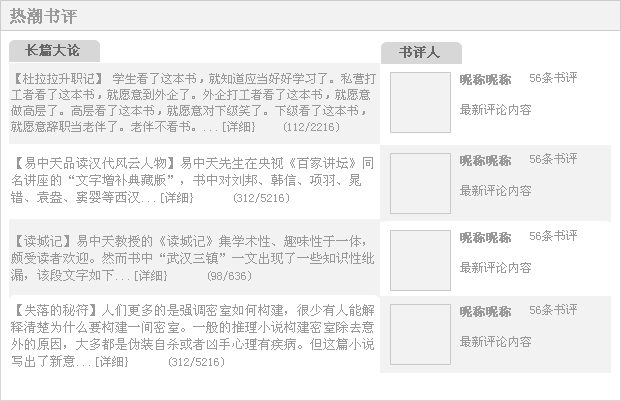 热潮书评
长篇大论
【杜拉拉升职记】 学生看了这本书，就知道应当好好学习了。私营打
工者看了这本书，就愿意到外企了。外企打工者看了这本书，就愿意
做高层了。高层看了这本书，就愿意对下级笑了。下级看了这本书，
就愿意辞职当老伴了。老伴不看书。...[详细} (112/2216)
【易中天品读汉代风云人物】易中天先生在央视《百家讲坛》同
名讲座的“文字增补典藏版”，书中对刘邦、韩信、项羽、晁
错、袁盎、窦婴等西汉...[详细} (312/5216)
【读城记】易中天教授的《读城记》集学术性、趣味性于一体，
颇受读者欢迎。然而书中“武汉三镇”一文出现了一些知识性纰
漏，该段文字如下...[详细} (98/636)
【失落的秘符】人们更多的是强调密室如何构建，很少有人能解
释清楚为什么要构建一间密室。一般的推理小说构建密室除去意
外的原因，大多都是伪装自杀或者凶手心理有疾病。但这篇小说
写出了新意...[详细} (312/5216)
书评人
昵称昵称 56条书评
最新评论内容
昵称昵称 56条书评
最新评论内容
昵称昵称 56条书评
最新评论内容
昵称昵称 56条书评
最新评论内容